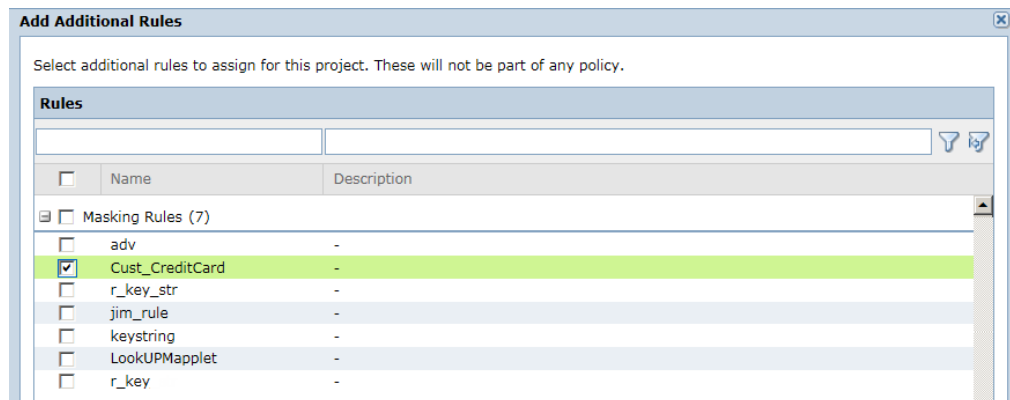 Add Additional Rules
Select additional rules to assign for this project. These will not be part of any policy.
Rules
Name Description
Masking Rules (7)
adv -
Cust_CreditCard -
r_key_str -
jim_rule -
keystring -
LookUPMapplet -
r_key -